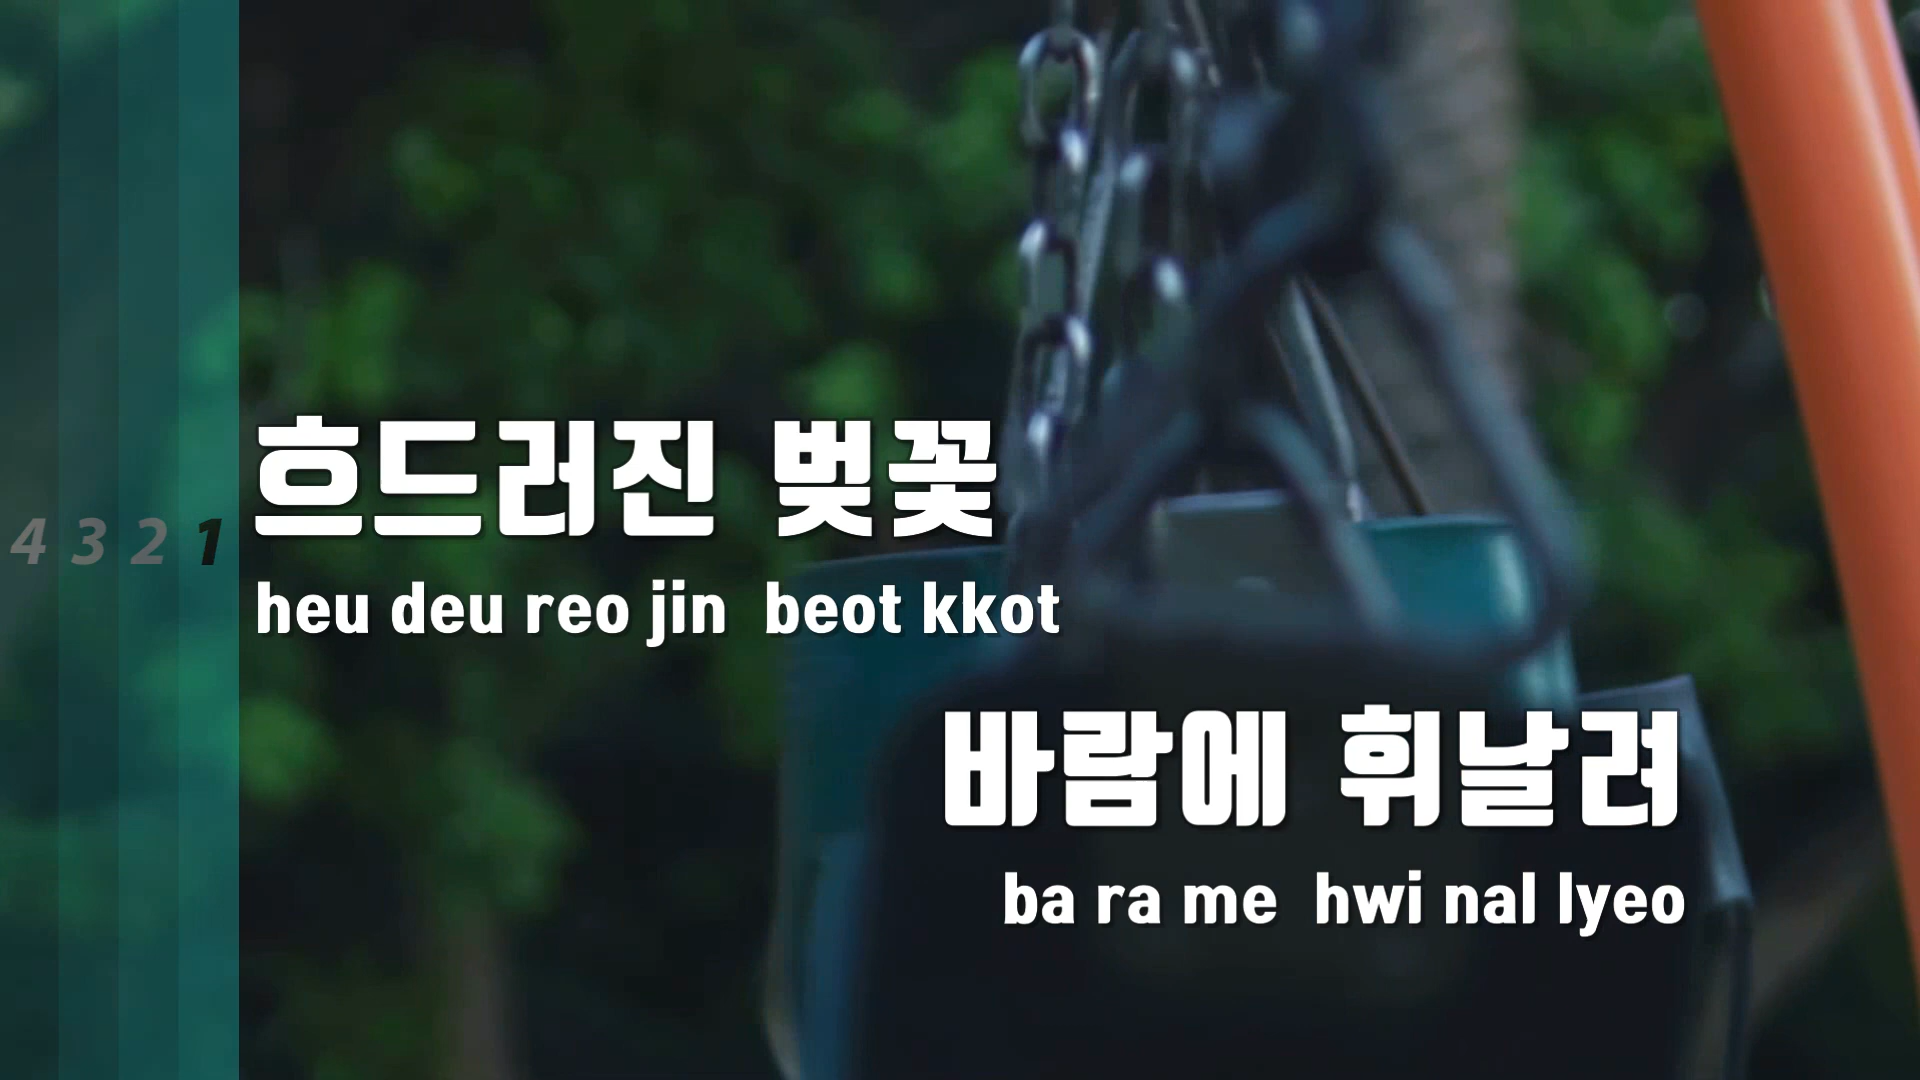 흐드러진 벚꽃
4 3 2 1
heu deu reo jin beot kkot
바람에 휘날려
ba ra me hwi nal lyeo